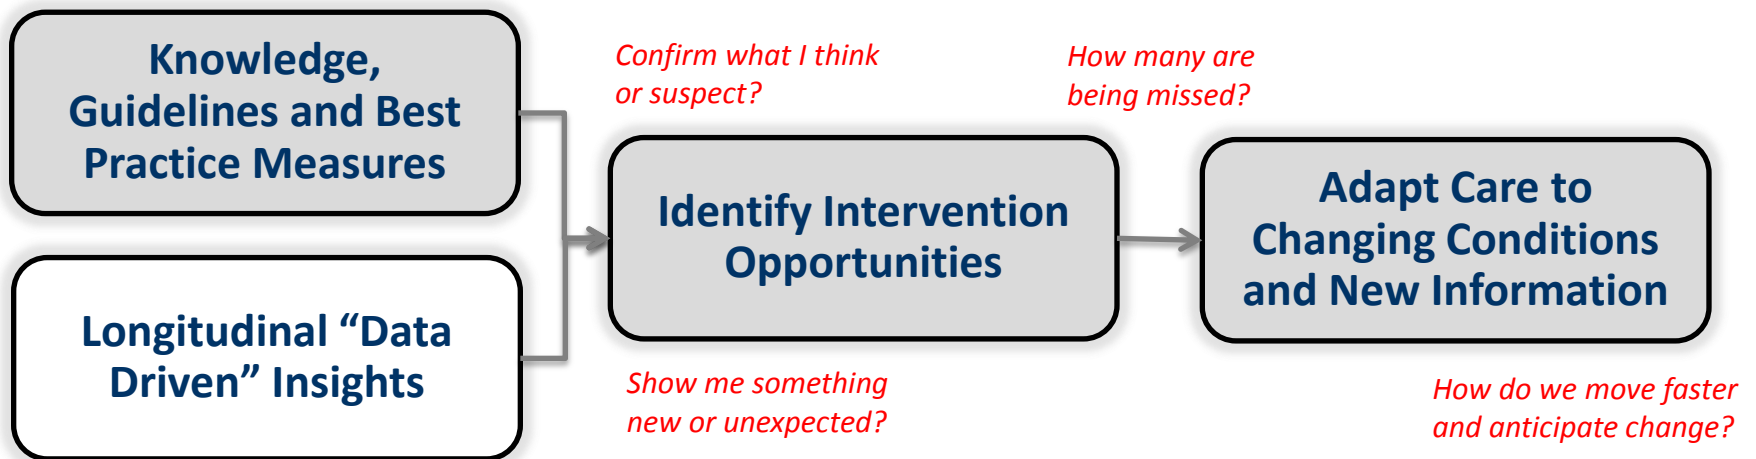 Knowledge,
Guidelines and Best
Practice Measures
Longitudinal “Data
Driven” Insights
Confirm what I think
or suspect?
Identify Intervention
Opportunities
Show me something
new or unexpected?
How many are
being missed?
Adapt Care to
Changing Conditions
and New Information
How do we move faster
and anticipate change?